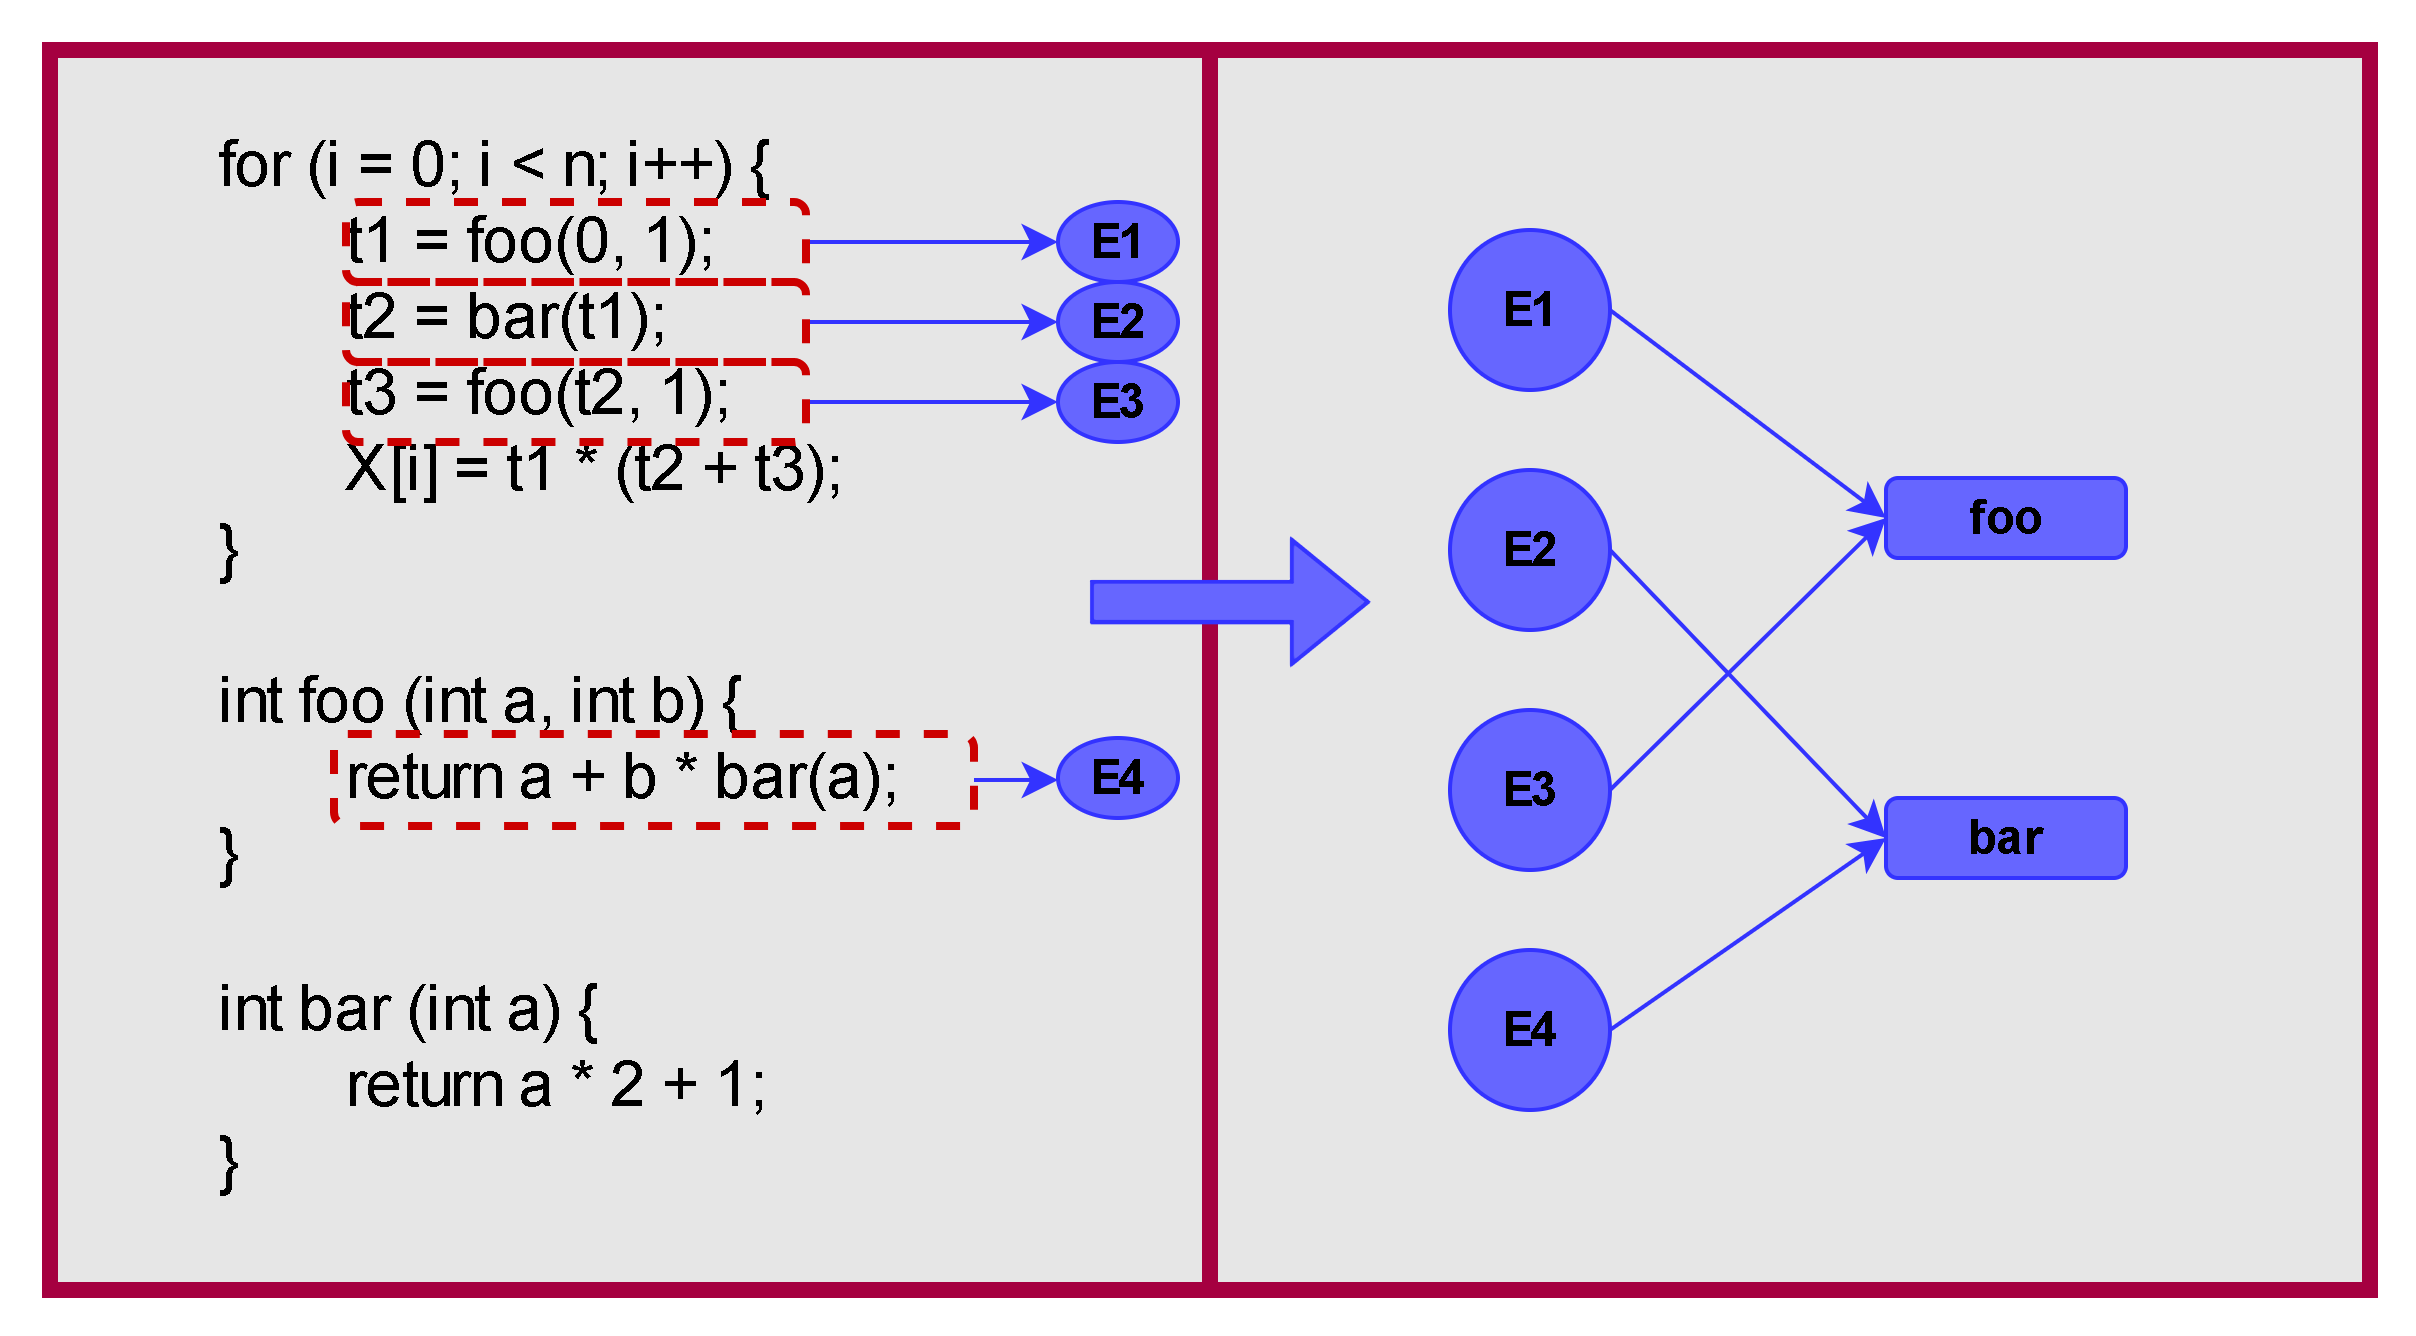 for (i = 0; i < n; i++) {
t1 = foo(0, 1);
E1
t2 = bar(t1);
E2
t3 = foo(t2, 1);
E3
X[i] = t1 * (t2 + t3);
}
int foo (int a, int b) {
return a + b * bar(a);
E4
}
int bar (int a) {
return a * 2 + 1;
}
E1
E2
E3
E4
foo
bar